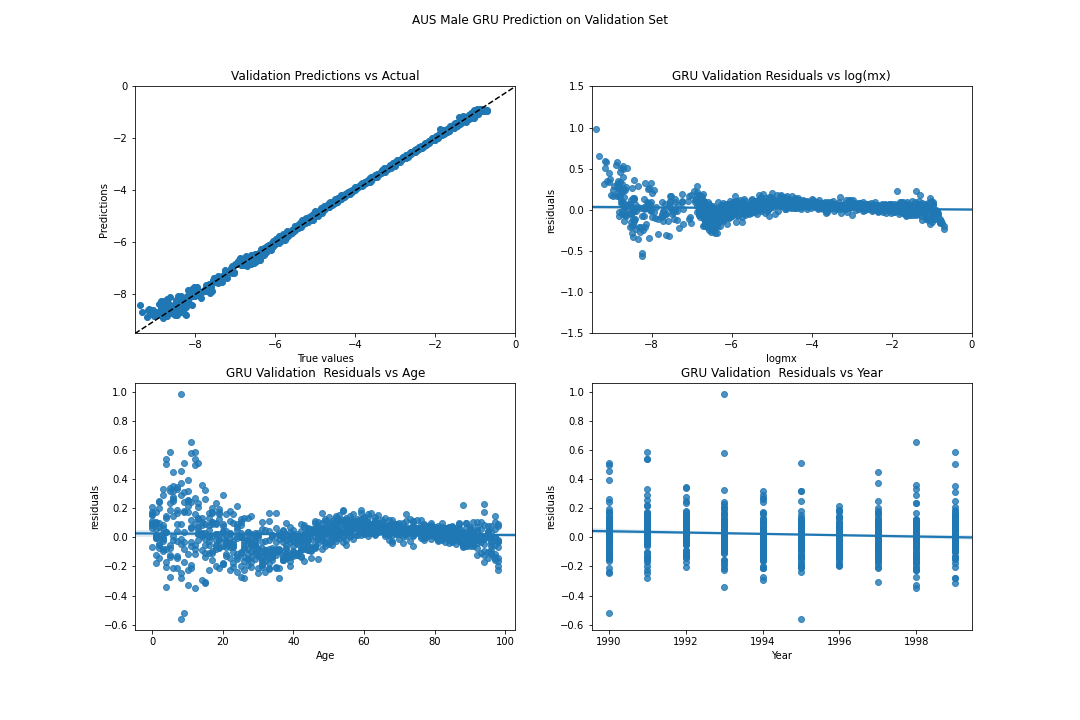 AUS Male GRU Prediction on Validation Set
Validation Predictions vs Actual
0
−2
−4
−6
−8
Predictions
−8 −6 −4 −2 0
True values
GRU Validation Residuals vs log(mx)
1.5
1.0
0.5
0.0
−0.5
−1.0
−1.5
residuals
−8 −6 −4 −2 0
logmx
GRU Validation  Residuals vs Age
1.0
0.8
0.6
0.4
0.2
0.0
−0.2
−0.4
−0.6
residuals
0 20 40 60 80 100
Age
GRU Validation  Residuals vs Year
1.0
0.8
0.6
0.4
0.2
0.0
−0.2
−0.4
−0.6
residuals
1990 1992 1994 1996 1998
Year